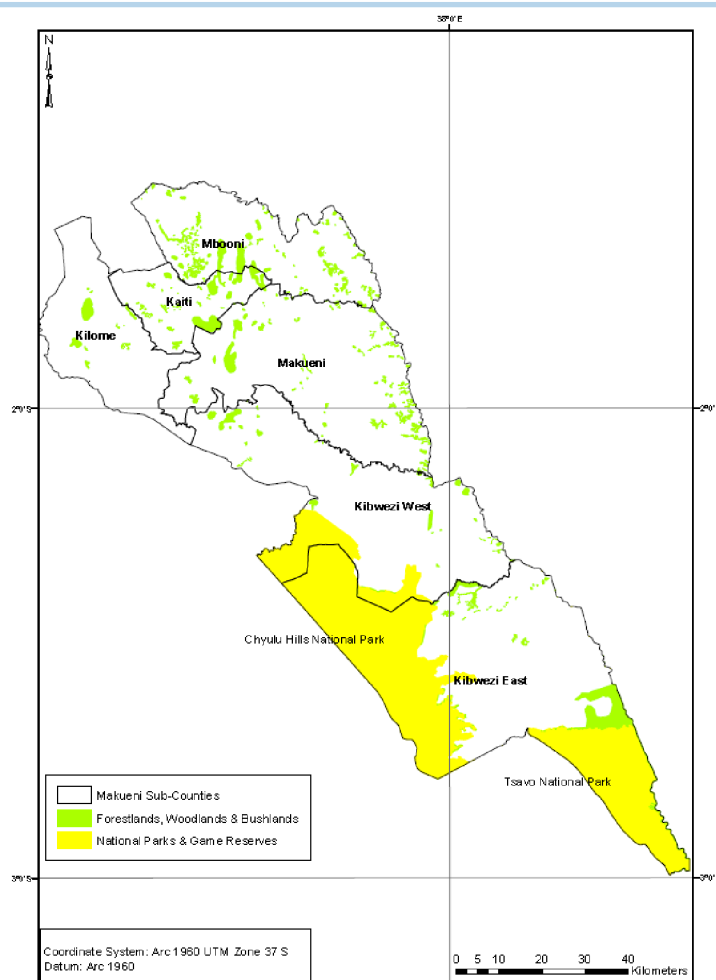 38°0'E
N
Mbooni
Kaiti
Kilome
Makueni
2°0'S
2°0'
Kibwezi West
Chyulu Hills National Park
Kibwezi East
Tsavo National Park
Makueni Sub-Counties
Forestlands, Woodlands & Bushlands
National Parks & Game Reserves
3°0'S
3°0'
Coordinate System: Arc 1960 UTM Zone 37 S
Datum: Arc 1960
0 5 10 20 30 40
Kilometers